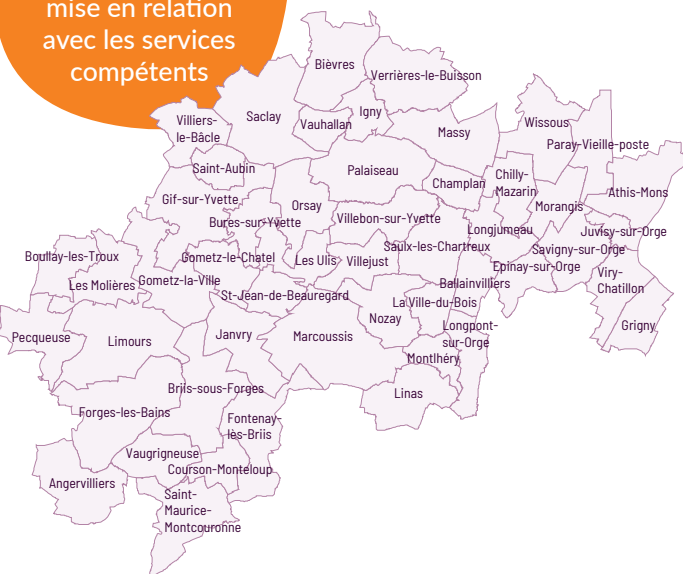 mise en relation
avec les services
compétents
Bièvres
Verrières-le-Buisson
Villiers-
le-Bâcle
Saclay
Vauhallan
Igny
Massy
Wissous
Paray-Vieille-poste
Saint-Aubin
Palaiseau
Champlan
Chilly-
Mazarin
Athis-Mons
Gif-sur-Yvette
Orsay
Morangis
Bures-sur-Yvette
Villebon-sur-Yvette
Longjuneau
Juvisy-sur-Orge
Boullay-les-Troux
Gometz-le-Chatel
Les Ulis
Villejust
Saulx-les-Chartreux
Savigny-sur-Orge
Epinay-sur-Orge
Les Molières
Gometz-la-Ville
St-Jean-de-Beauregard
Ballainvilliers
Viry-
Chatillon
La Ville-du-Bois
Pecqueuse
Limours
Janvry
Marcoussis
Nozay
Longpont-
sur-Orge
Grigny
Montlhéry
Briis-sous-Forges
Linas
Forges-les-Bains
Fontenay-
lès-Briis
Vaugrigneuse
Courson-Monteloup
Angervilliers
Saint-
Maurice-
Montcouronne